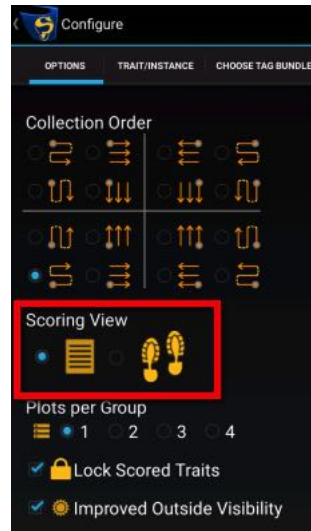 Configure
OPTIONS TRAIT/INSTANCE CHOOSE TAG BUNDLE
Collection Order
Scoring View
Plots per Group
1 2 3 4
Lock Scored Traits
Improved Outside Visibility